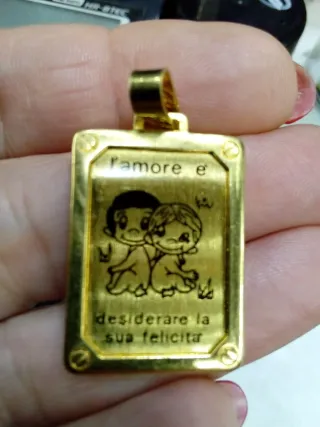 l'amore e'
desiderare la
sua felicita'